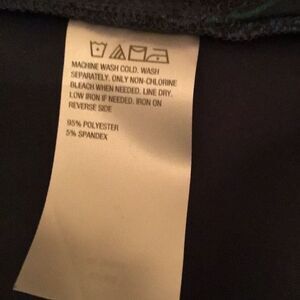 MACHINE WASH COLD. WASH
SEPARATELY. ONLY NON-CHLORINE
BLEACH WHEN NEEDED. LINE DRY.
LOW IRON IF NEEDED. IRON ON
REVERSE SIDE
95% POLYESTER
5% SPANDEX